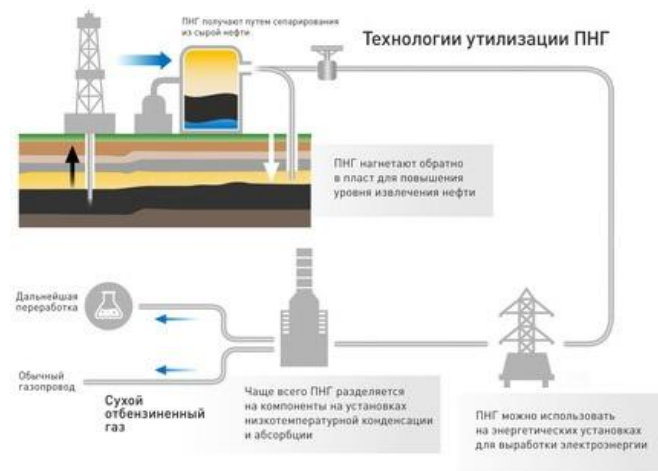 ПНГ получают путем сепарирования
из сырой нефти
Технологии утилизации ПНГ
ПНГ нагнетают обратно
в пласт для повышения
уровня извлечения нефти
Дальнейшая
переработка
Обычный
газопровод
Сухой
отбензиненный
газ
Чаще всего ПНГ разделяется
на компоненты на установках
низкотемпературной конденсации
и абсорбции
ПНГ можно использовать
на энергетических установках
для выработки электроэнергии